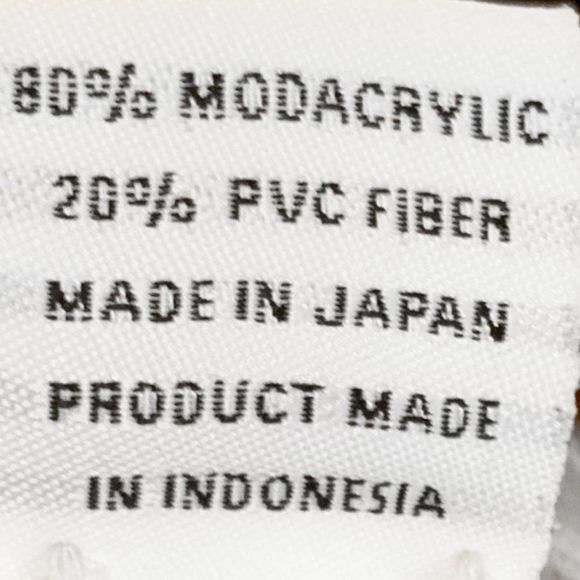 80% MODACRYLIC
20% PVC FIBER
MADE IN JAPAN
PRODUCT MADE
IN INDONESIA